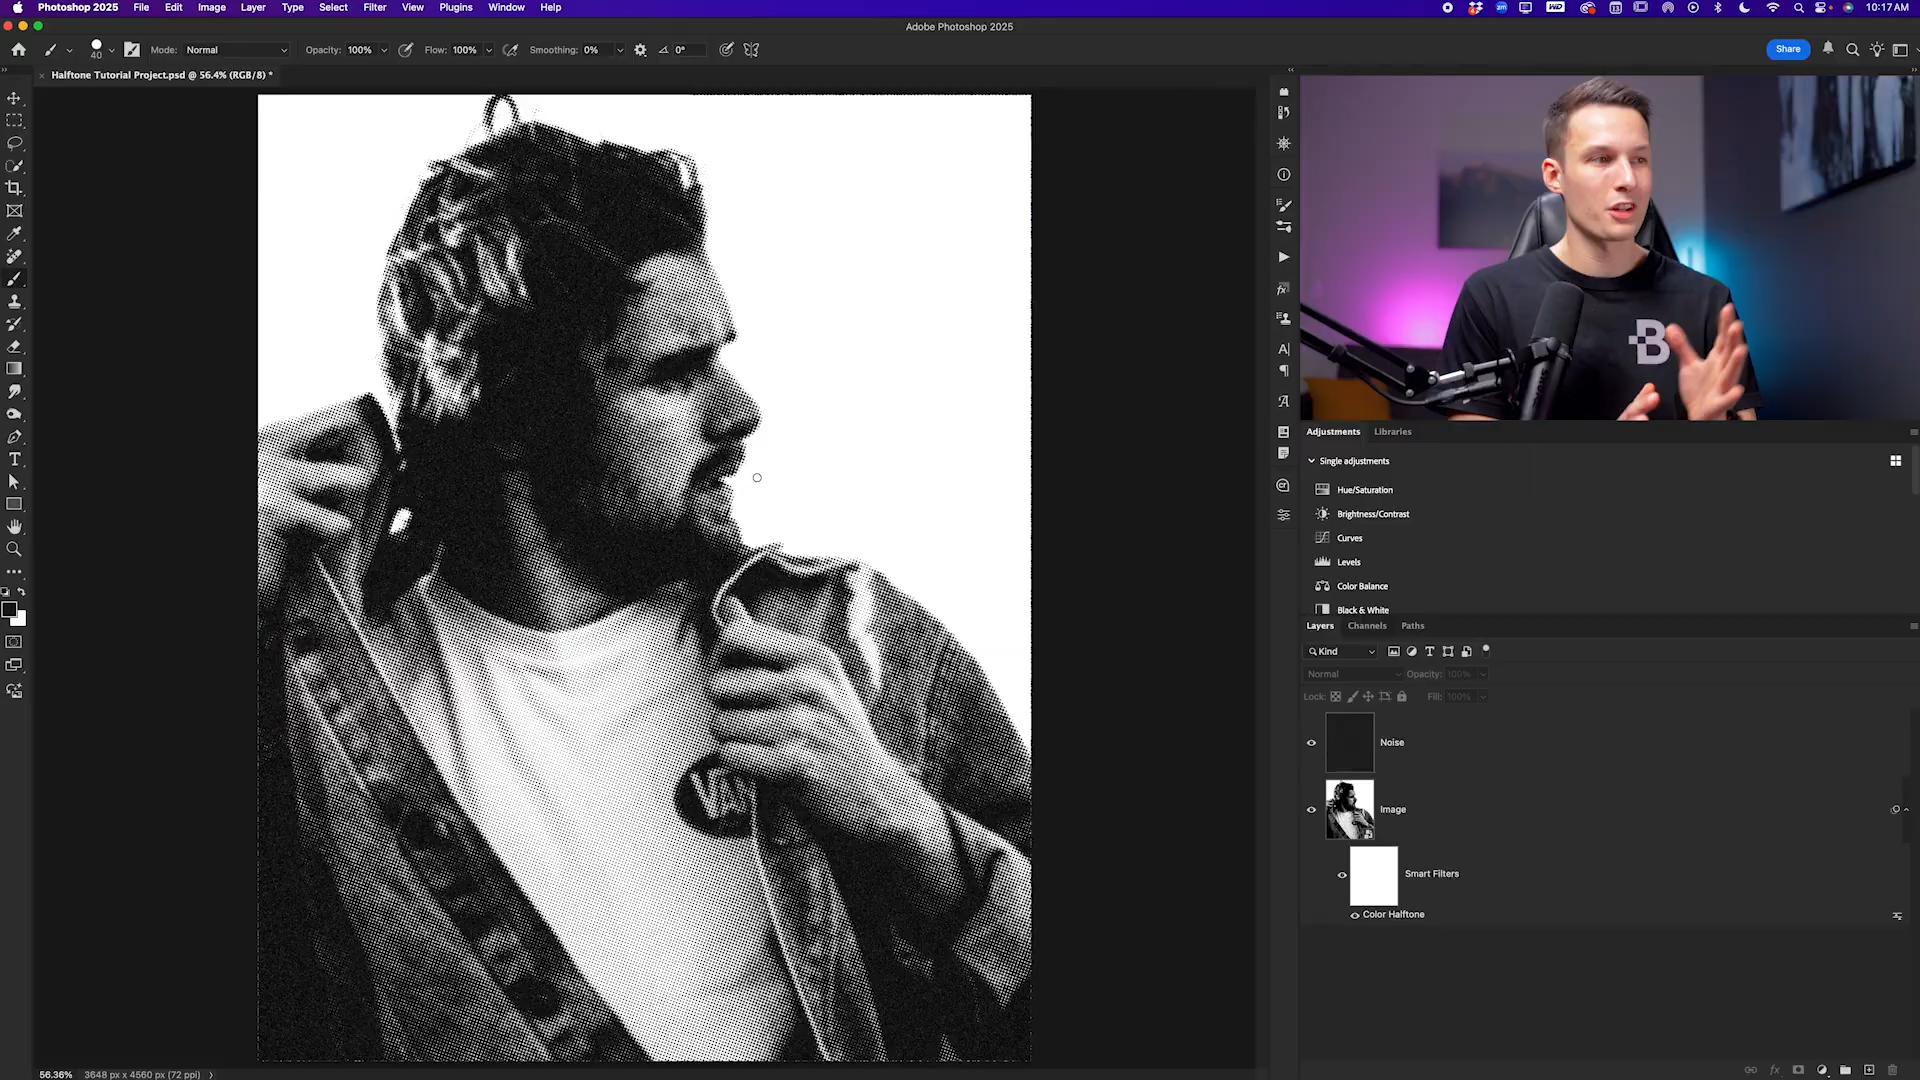 Photoshop 2025 File Edit Image Layer Type Select Filter View Plugins Window Help 10:17 AM
Adobe Photoshop 2025
40 Mode: Normal Opacity: 100% Flow: 100% Smoothing: 0% 0° Share
Halftone Tutorial Project.psd @ 56.4% (RGB/8) *
B
Adjustments Libraries
Single adjustments
Hue/Saturation
Brightness/Contrast
Curves
Levels
Color Balance
Black & White
Layers Channels Paths
Kind
Normal Opacity: 100%
Lock: Fill: 100%
Noise
Image
Smart Filters
Color Halftone
56.36% 3648 px x 4560 px (72 ppi)